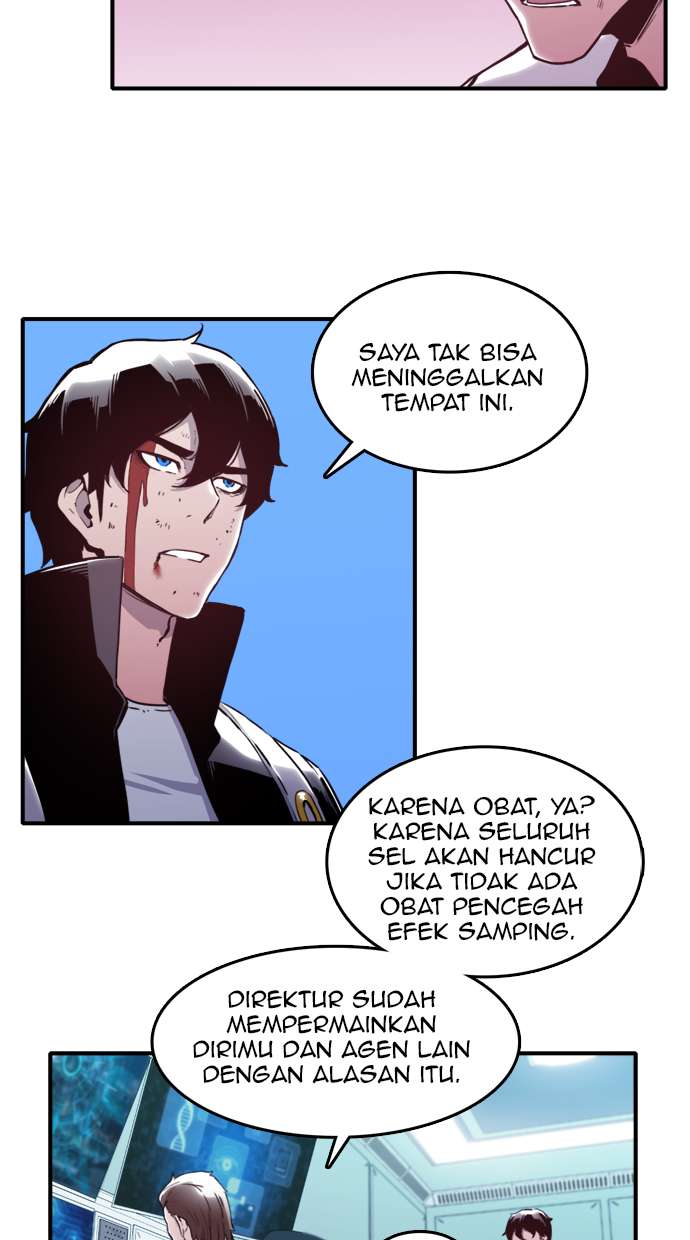 SAYA TAK BISA
MENINGGALKAN
TEMPAT INI.
KARENA OBAT, YA?
KARENA SELURUH
SEL AKAN HANCUR
JIKA TIDAK ADA
OBAT PENCEGAH
EFEK SAMPING.
DIREKTUR SUDAH
MEMPERMAINKAN
DIRIMU DAN AGEN LAIN
DENGAN ALASAN ITU.